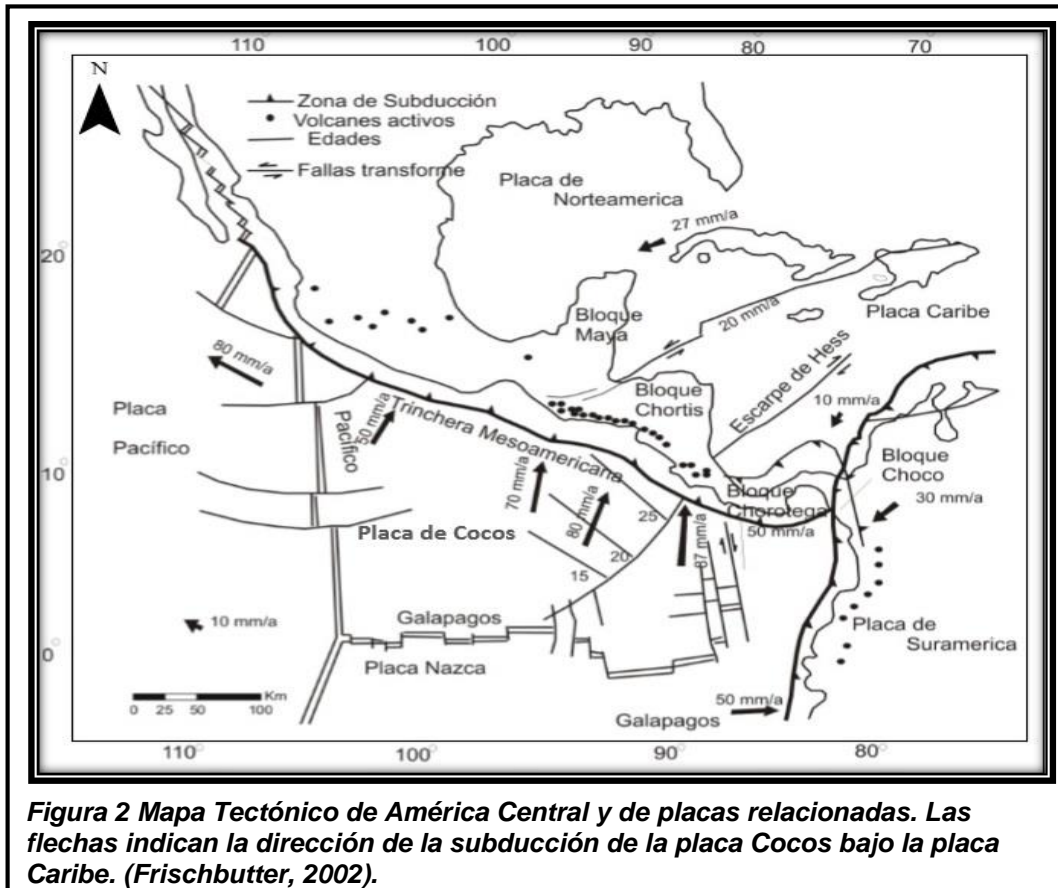 110° 100° 90 80 70
N
Zona de Subducción
Volcanes activos
Edades
Fallas transforme
Placa de
Norteamerica
27 mm/a
20°
20 mm/a
Placa Caribe
Bloque
Maya
Escarpe de Hess
80 mm/a
Bloque
Chortis
10 mm/a
Placa
Pacífico
Pacífico
50 mm/a
Trinchera Mesoamericana
Bloque
Choco
10°
70 mm/a
80 mm/a
25
Bloque
Chorotega
30 mm/a
50 mm/a
Placa de Cocos
87 mm/a
20
15
10 mm/a
Galapagos
Placa de
Suramerica
0°
Placa Nazca
Km
0 25 50 100
50 mm/a
Galapagos
110° 100° 90° 80°
Figura 2 Mapa Tectónico de América Central y de placas relacionadas. Las
flechas indican la dirección de la subducción de la placa Cocos bajo la placa
Caribe. (Frischbutter, 2002).